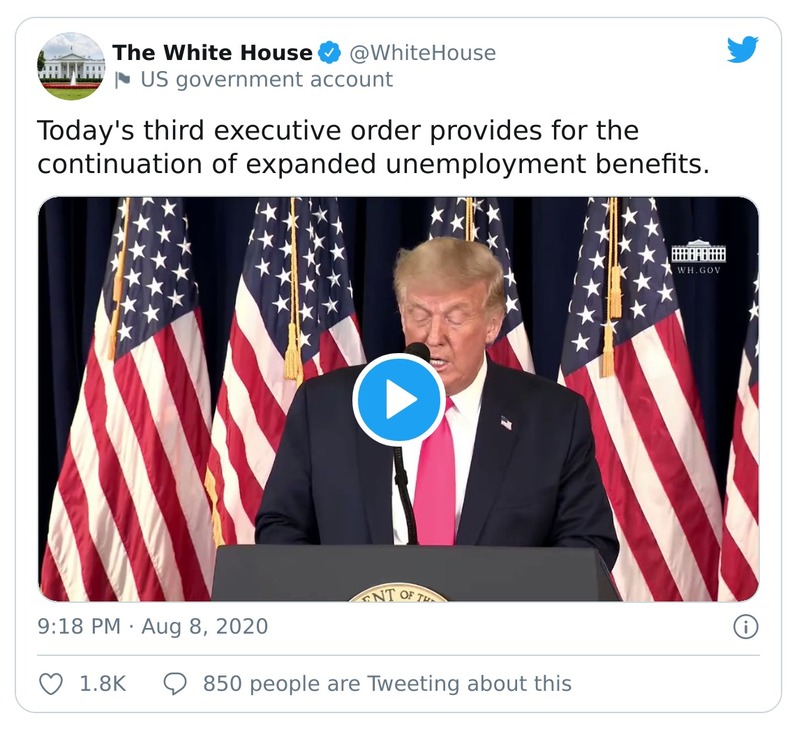 The White House @WhiteHouse
US government account
Today's third executive order provides for the
continuation of expanded unemployment benefits.
WH.GOV
ENT OF THE
9:18 PM · Aug 8, 2020
1.8K 850 people are Tweeting about this